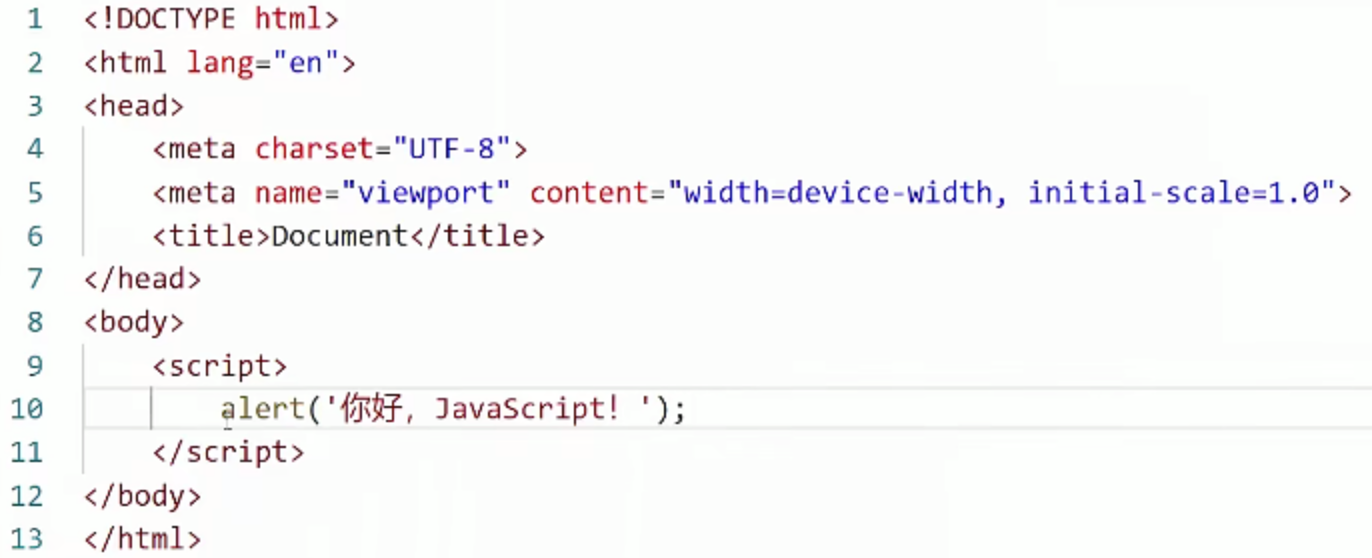 1 <!DOCTYPE html>
2 <html lang="en">
3 <head>
4     <meta charset="UTF-8">
5     <meta name="viewport" content="width=device-width, initial-scale=1.0">
6     <title>Document</title>
7 </head>
8 <body>
9     <script>
10         alert('你好，JavaScript！');
11     </script>
12 </body>
13 </html>